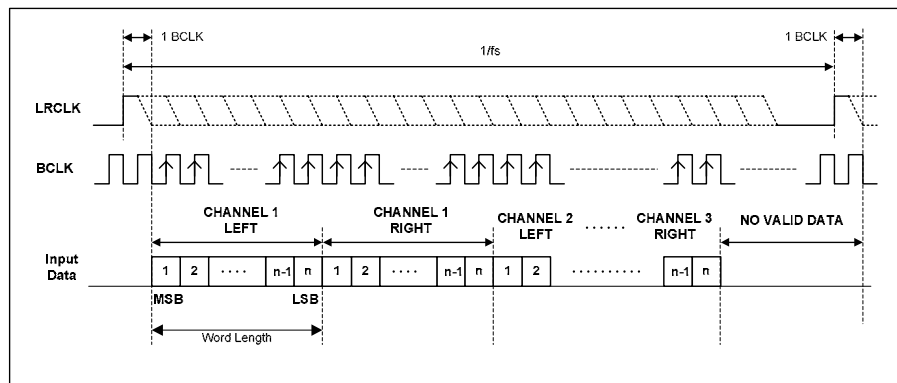 1 BCLK
1/fs
1 BCLK
LRCLK
BCLK
CHANNEL 1
LEFT
CHANNEL 1
RIGHT
CHANNEL 2
LEFT
······
CHANNEL 3
RIGHT
NO VALID DATA
Input
Data
1 2 ···· n-1 n 1 2 ···· n-1 n 1 2 ·········· n-1 n
MSB LSB
Word Length